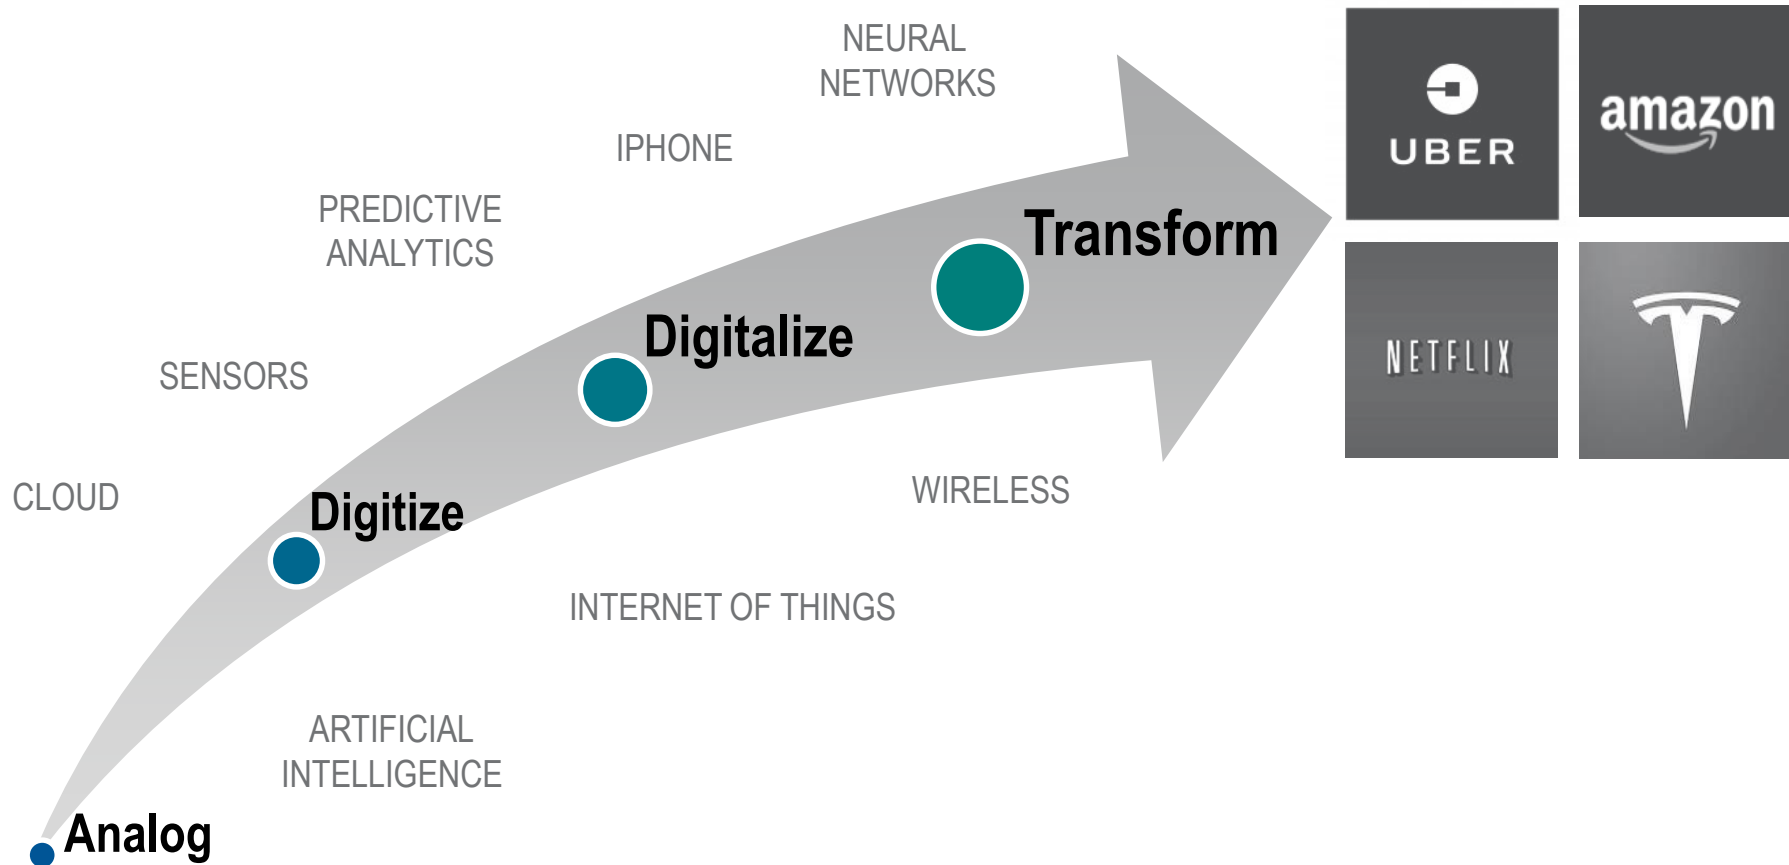 NEURAL
NETWORKS
UBER
amazon
IPHONE
PREDICTIVE
ANALYTICS
Transform
Digitalize
NETFLIX
SENSORS
CLOUD
Digitize
WIRELESS
INTERNET OF THINGS
ARTIFICIAL
INTELLIGENCE
Analog